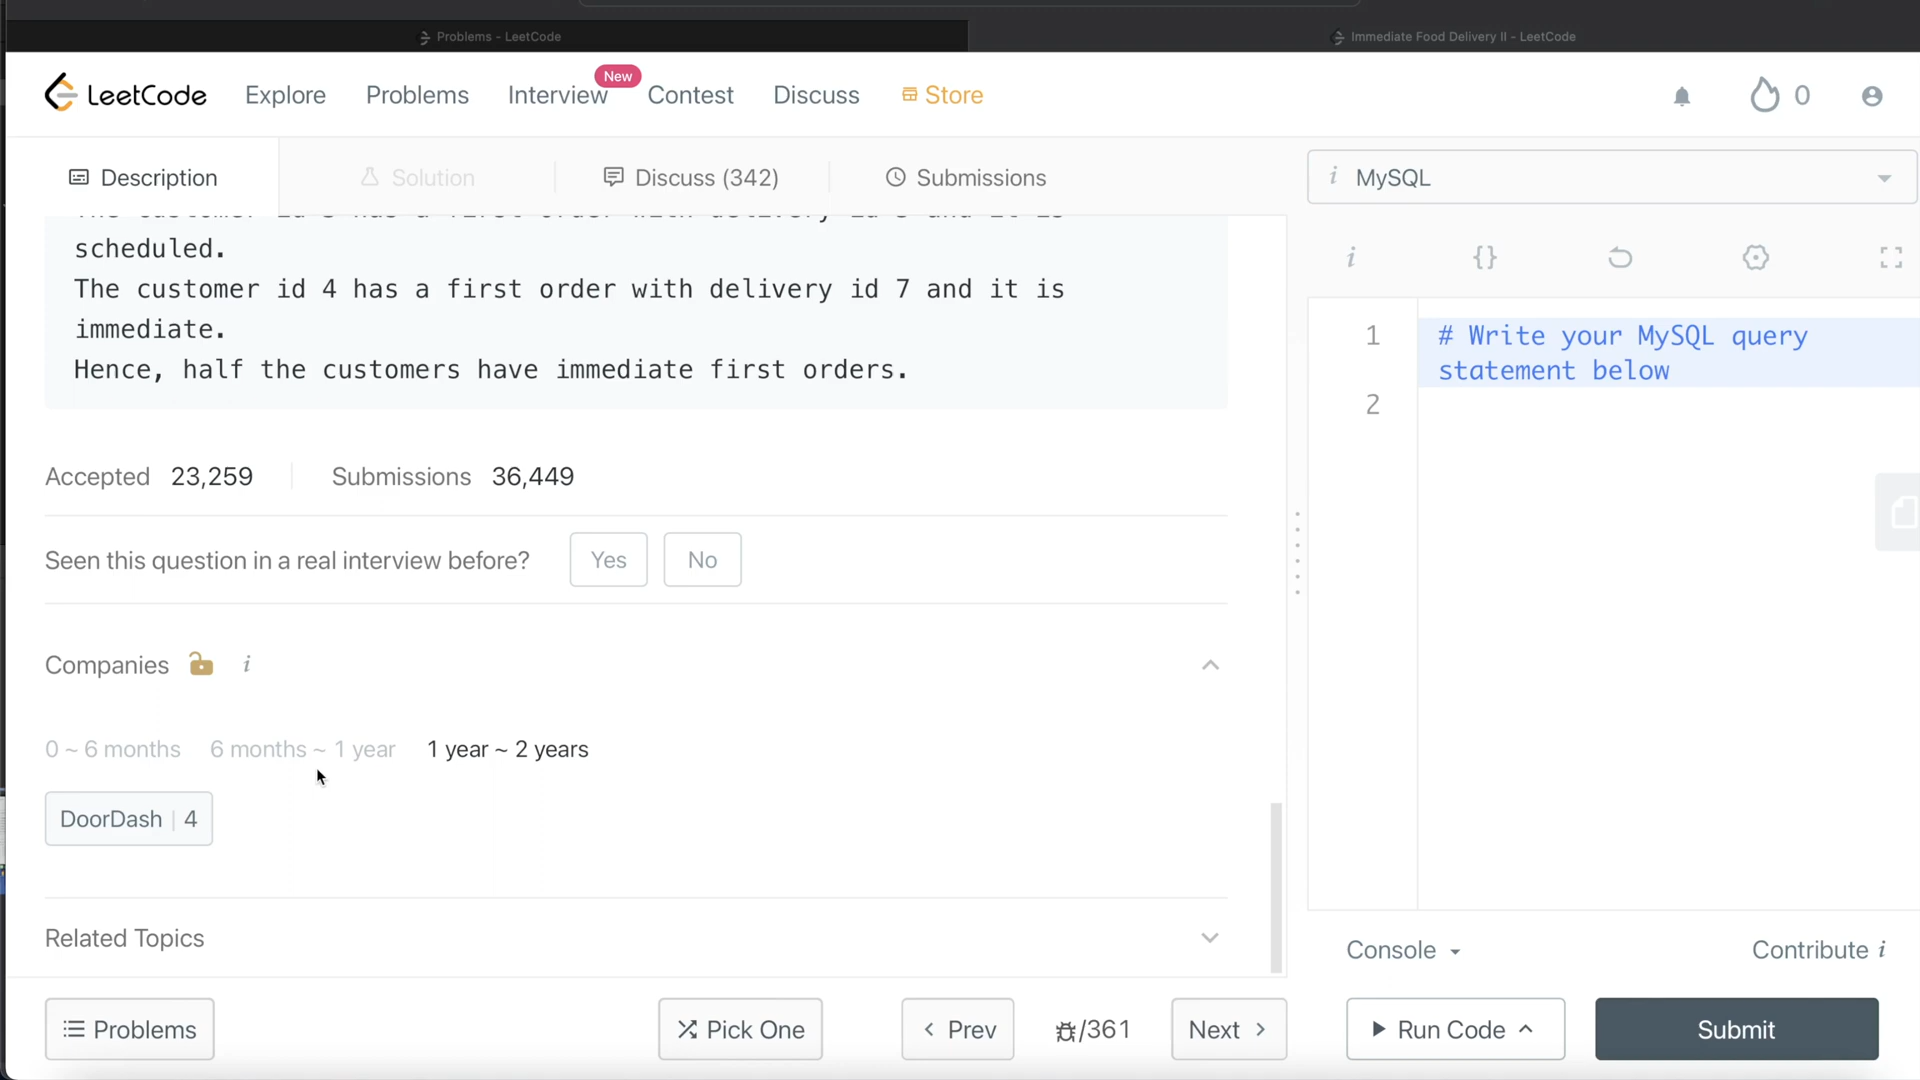 Problems - LeetCode
Immediate Food Delivery II - LeetCode
LeetCode
Explore
Problems
Interview
New
Contest
Discuss
Store
0
Description
Solution
Discuss (342)
Submissions
i MySQL
scheduled.
The customer id 4 has a first order with delivery id 7 and it is
immediate.
Hence, half the customers have immediate first orders.
Accepted 23,259
Submissions 36,449
Seen this question in a real interview before?
Yes
No
Companies i
0 ~ 6 months
6 months ~ 1 year
1 year ~ 2 years
DoorDash | 4
Related Topics
Problems
Pick One
Prev
/361
Next
i
{}
1
# Write your MySQL query
statement below
2
Console
Contribute i
Run Code
Submit